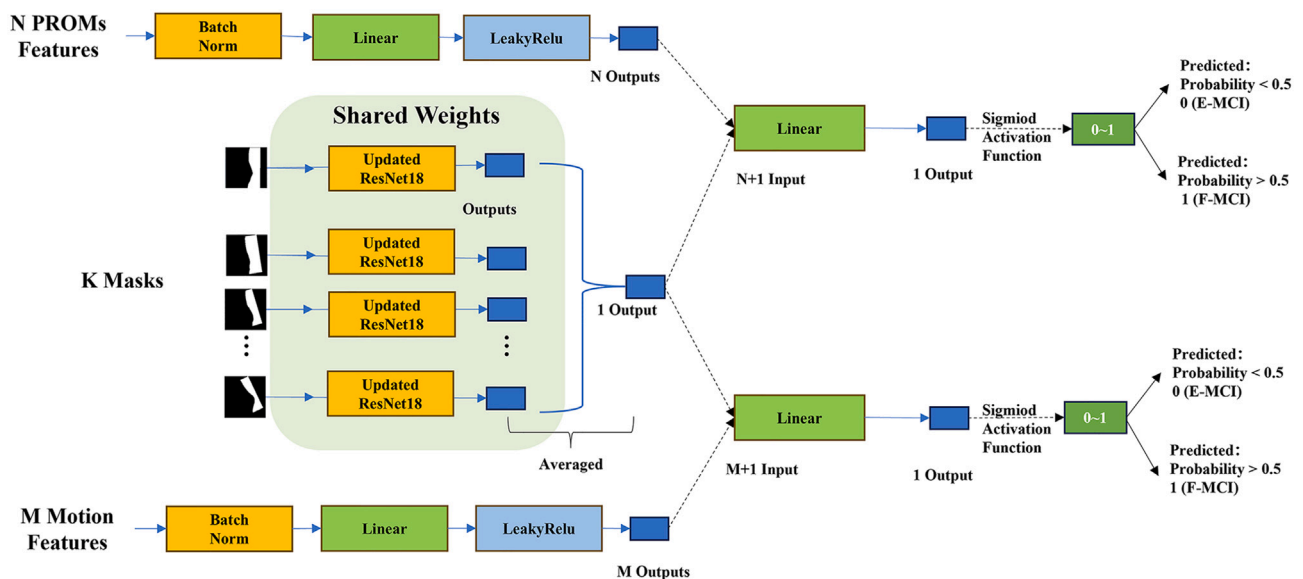 N PROMs
Features
Batch
Norm
Linear
LeakyRelu
N Outputs
Shared Weights
Updated
ResNet18
Outputs
Updated
ResNet18
K Masks
Updated
ResNet18
Updated
ResNet18
1 Output
Averaged
M Motion
Features
Batch
Norm
Linear
LeakyRelu
M Outputs
Linear
N+1 Input
1 Output
Sigmiod
Activation
Function
0~1
Predicted:
Probability < 0.5
0 (E-MCI)
Predicted:
Probability > 0.5
1 (F-MCI)
Linear
M+1 Input
1 Output
Sigmiod
Activation
Function
0~1
Predicted:
Probability < 0.5
0 (E-MCI)
Predicted:
Probability > 0.5
1 (F-MCI)